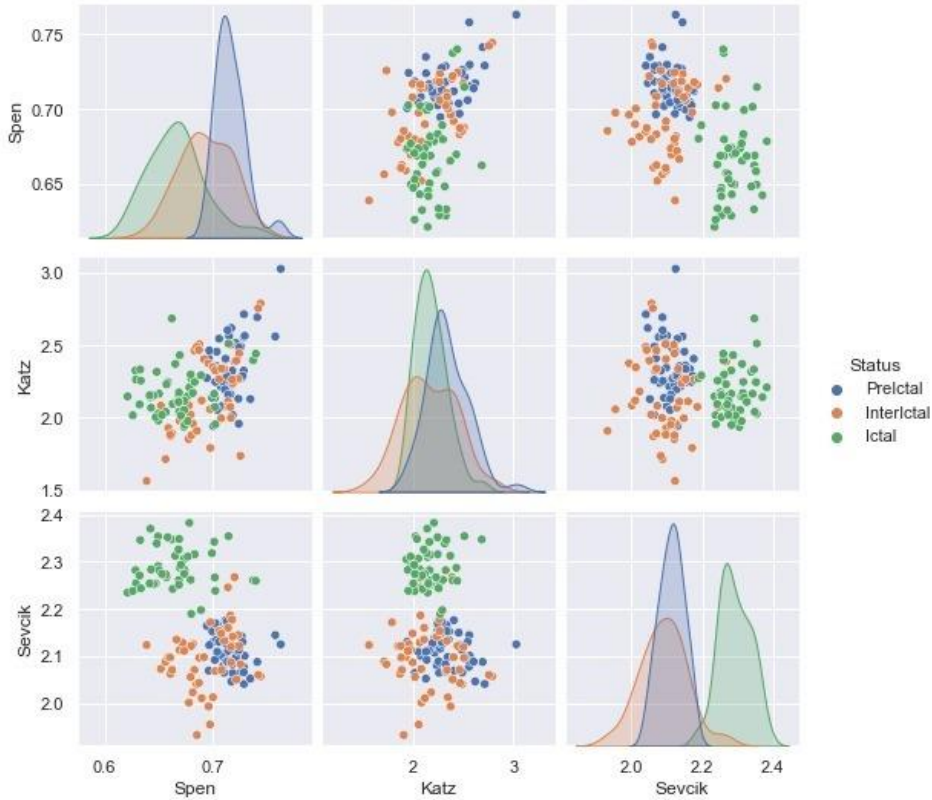 Spen
0.75
0.70
0.65
Katz
3.0
2.5
2.0
1.5
Sevcik
2.4
2.3
2.2
2.1
2.0
0.6 0.7
Spen
2 3
Katz
2.0 2.2 2.4
Sevcik
Status
PreIctal
InterIctal
Ictal